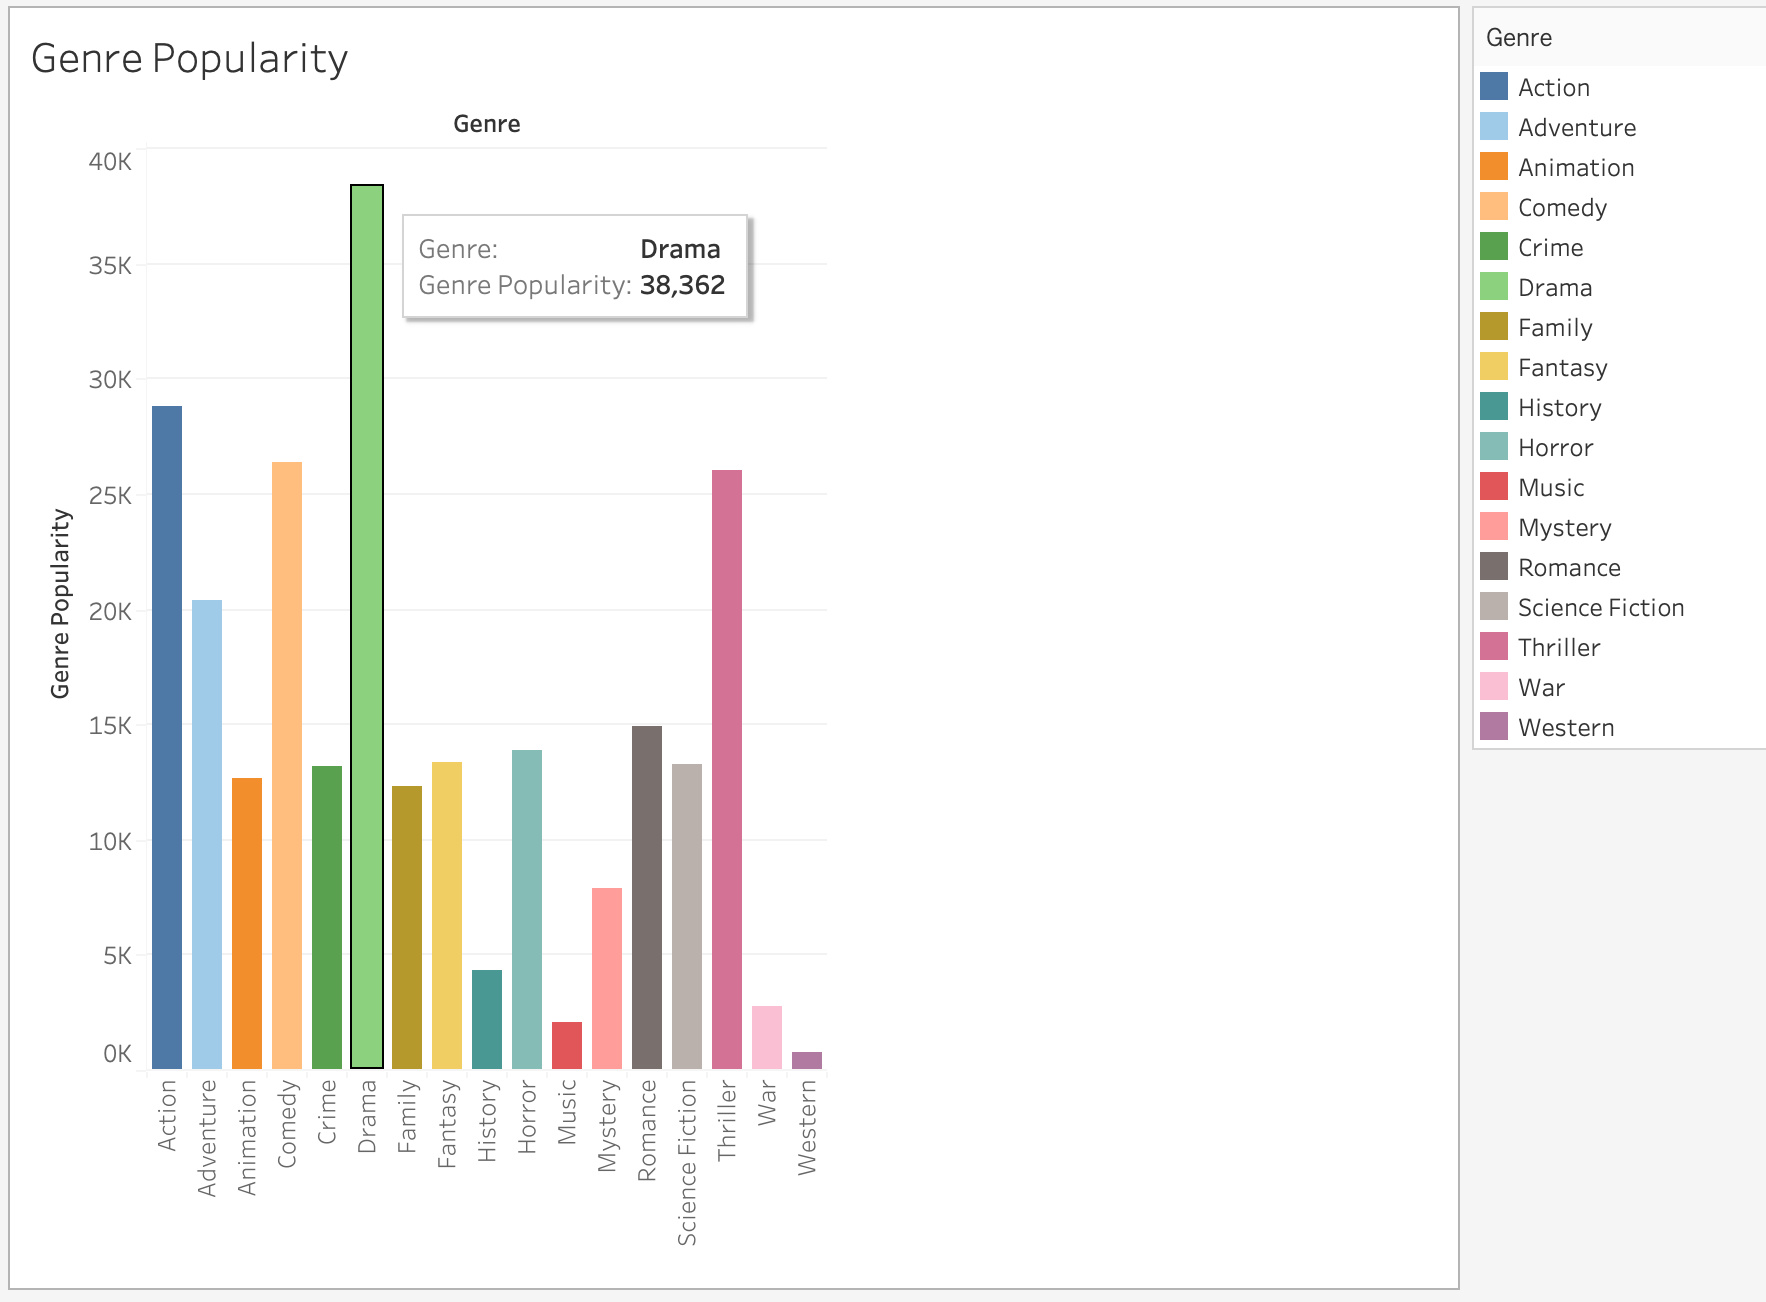 Genre Popularity
Genre
40K
35K
30K
25K
20K
15K
10K
5K
0K
Genre Popularity
Genre: Drama
Genre Popularity: 38,362
Action
Adventure
Animation
Comedy
Crime
Drama
Family
Fantasy
History
Horror
Music
Mystery
Romance
Science Fiction
Thriller
War
Western
Genre
Action
Adventure
Animation
Comedy
Crime
Drama
Family
Fantasy
History
Horror
Music
Mystery
Romance
Science Fiction
Thriller
War
Western